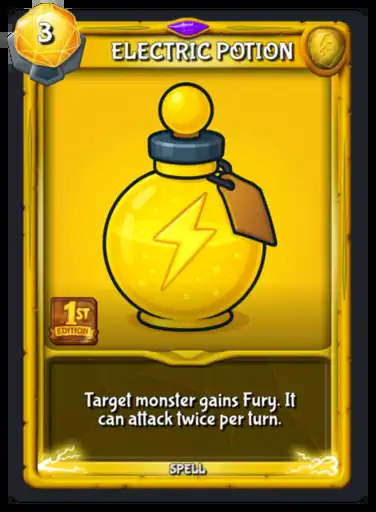 3
ELECTRIC POTION
1ST
EDITION
Target monster gains Fury. It
can attack twice per turn.
SPELL